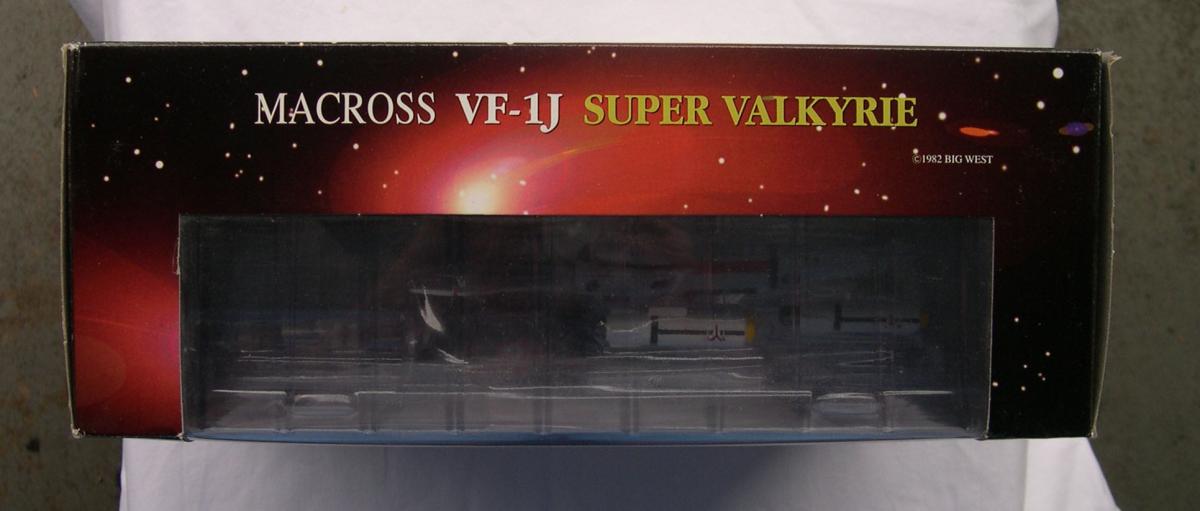 MACROSS VF-1J SUPER VALKYRIE
©1982 BIG WEST